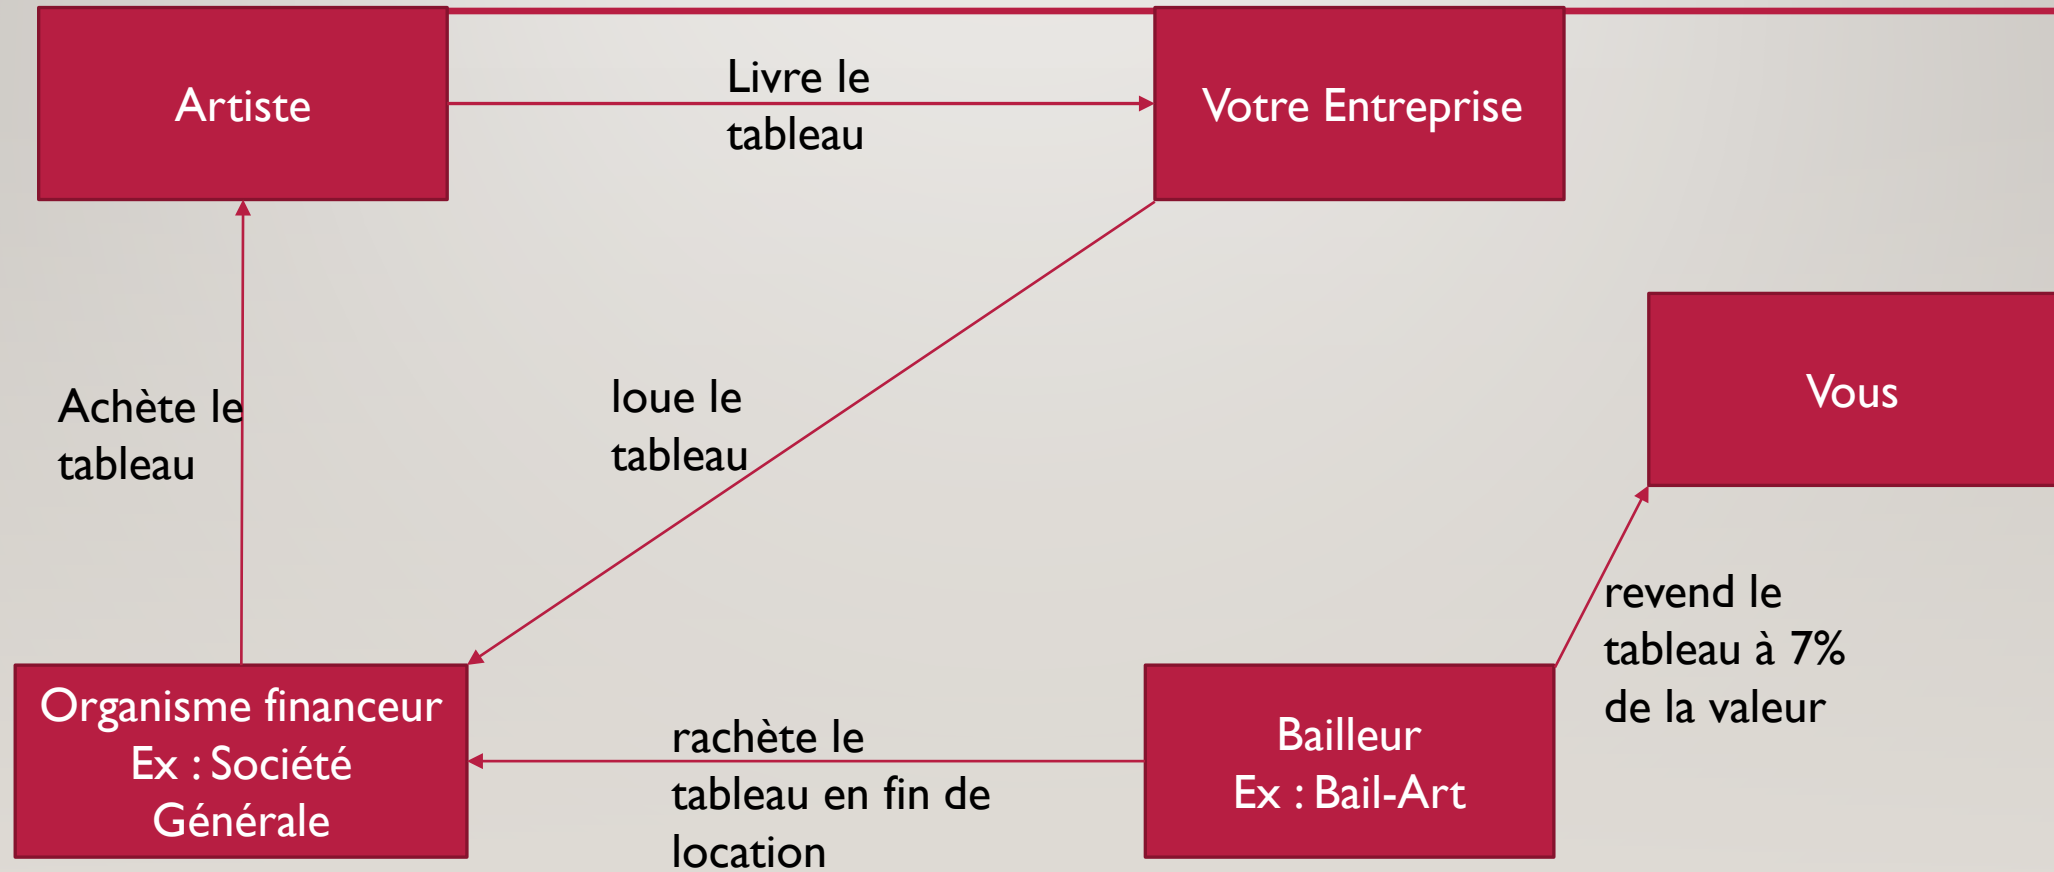 Artiste
Livre le
tableau
Votre Entreprise
Achète le
tableau
loue le
tableau
Vous
Organisme financeur
Ex : Société
Générale
rachète le
tableau en fin de
location
Bailleur
Ex : Bail-Art
revend le
tableau à 7%
de la valeur